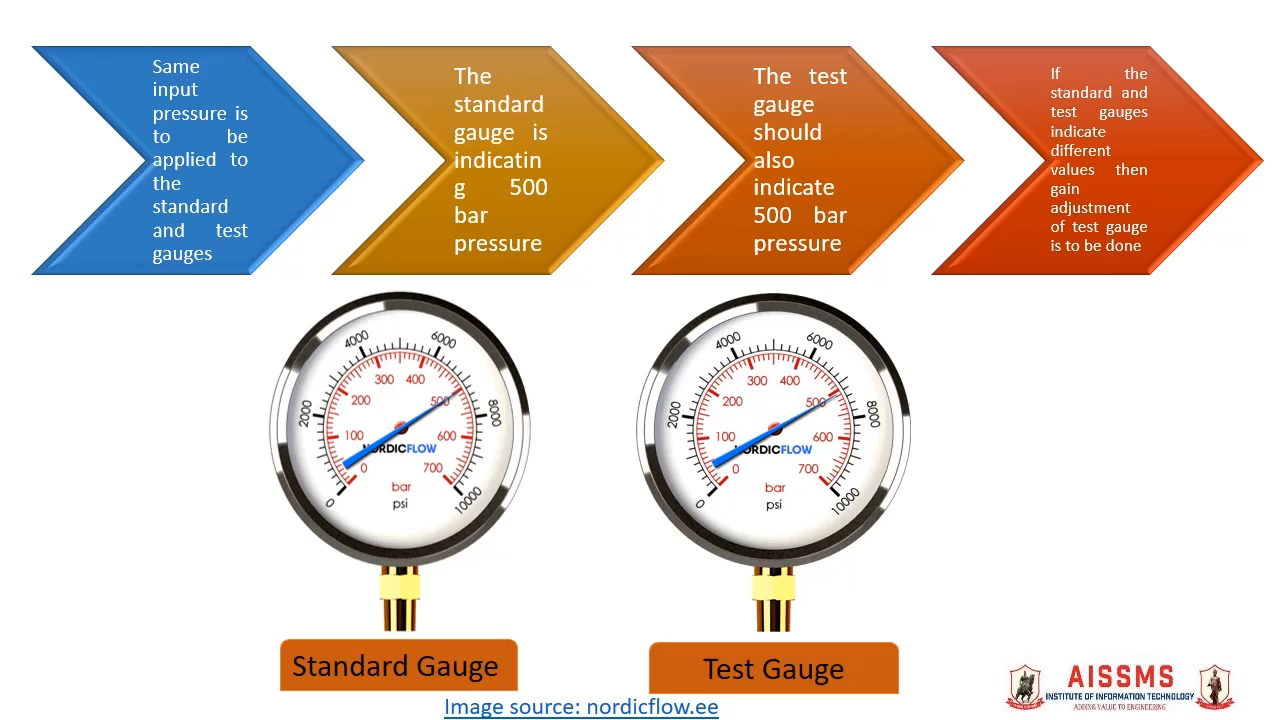 Same
input
pressure is
to be
applied to
the
standard
and test
gauges
The
standard
gauge is
indicatin
g 500
bar
pressure
The test
gauge
should
also
indicate
500 bar
pressure
If the
standard and
test gauges
indicate
different
values then
gain
adjustment
of test gauge
is to be done
4000 6000
300 400
200 500
2000 8000
100 600
NORDICFLOW
0 700
bar
0 psi 10000
4000 6000
300 400
200 500
2000 8000
100 600
NORDICFLOW
0 700
bar
0 psi 10000
Standard Gauge
Test Gauge
Image source: nordicflow.ee
AISSMS
INSTITUTE OF INFORMATION TECHNOLOGY
ADDING VALUE TO ENGINEERING